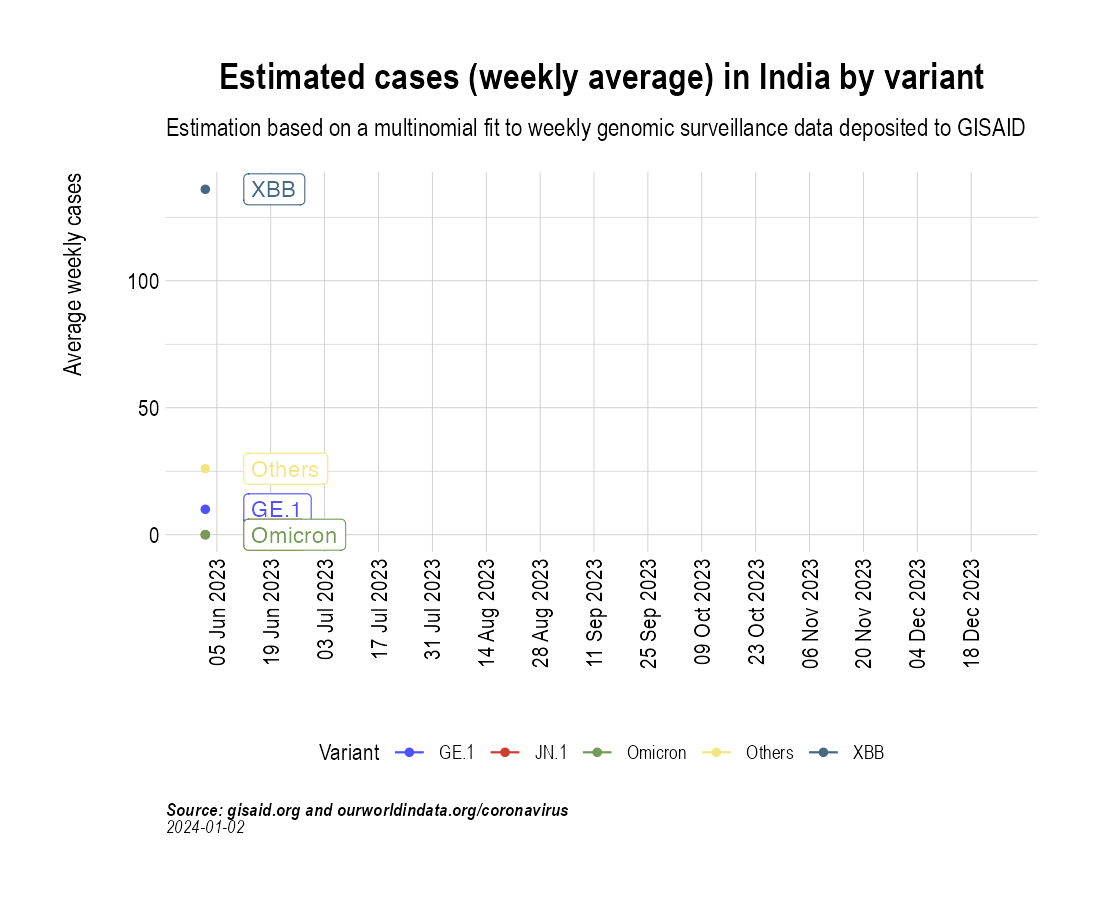 Estimated cases (weekly average) in India by variant
Estimation based on a multinomial fit to weekly genomic surveillance data deposited to GISAID
Average weekly cases
100
50
0
XBB
Others
GE.1
Omicron
05 Jun 2023
19 Jun 2023
03 Jul 2023
17 Jul 2023
31 Jul 2023
14 Aug 2023
28 Aug 2023
11 Sep 2023
25 Sep 2023
09 Oct 2023
23 Oct 2023
06 Nov 2023
20 Nov 2023
04 Dec 2023
18 Dec 2023
Variant GE.1 JN.1 Omicron Others XBB
Source: gisaid.org and ourworldindata.org/coronavirus
2024-01-02